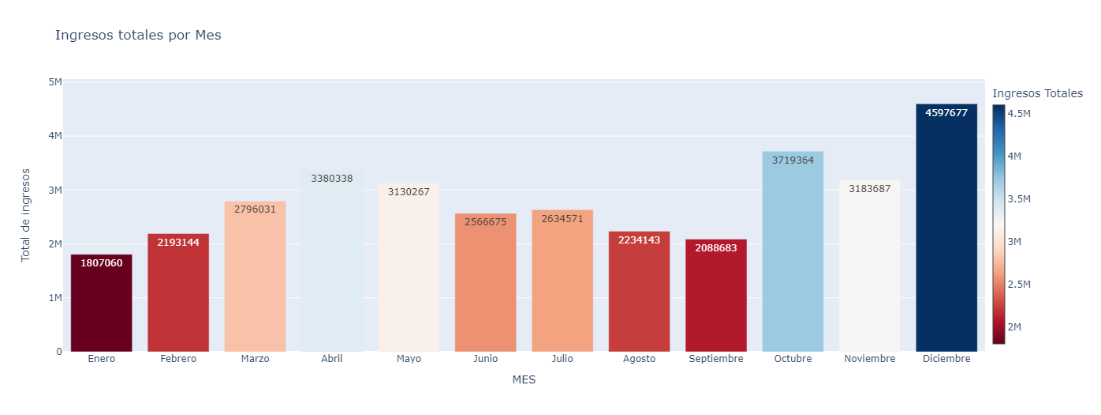 Ingresos totales por Mes
Ingresos Totales
Total de ingresos
5M
4M
3M
2M
1M
0
1807060
2193144
2796031
3380338
3130267
2566675
2634571
2234143
2088683
3719364
3183687
4597677
Enero
Febrero
Marzo
Abril
Mayo
Junio
Julio
Agosto
Septiembre
Octubre
Noviembre
Diciembre
MES
4.5M
4M
3.5M
3M
2.5M
2M